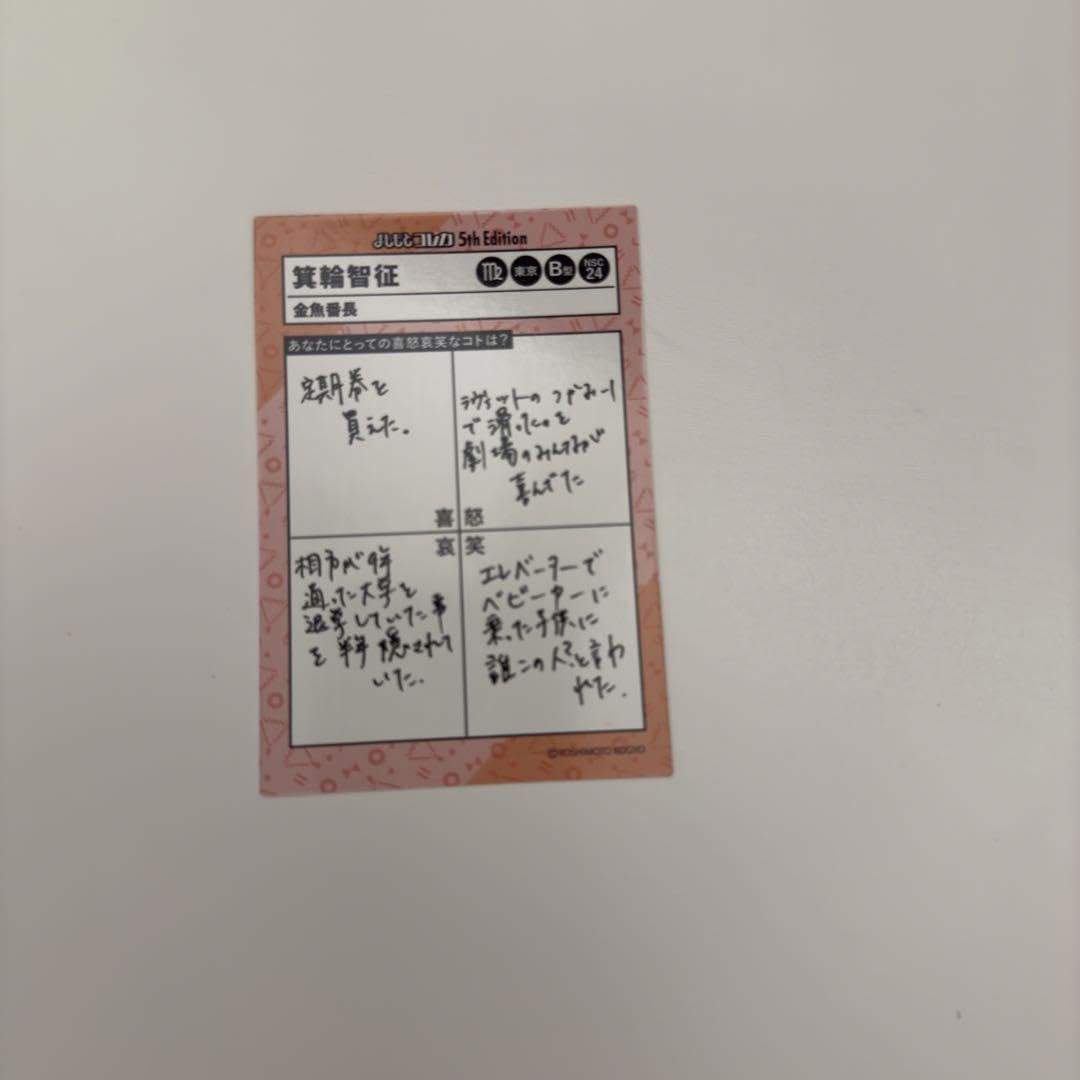 よしもとコレカ 5th Edition
箕輪智征
♍ 東京 B型 NSC 24
金魚番長
あなたにとっての喜怒哀笑なコトは?
定期券を
買えた。
喜
ラヴィットの
で滑ったのを
劇場のみんなが
喜んでた
怒
哀
相方が4年
通った大学を
退学していた事
を半年隠されて
いた.
笑
エレベーターで
ベビーカーに
乗った子供に
誰この人?と言わ
れた.
©YOSHIMOTO KOGYO